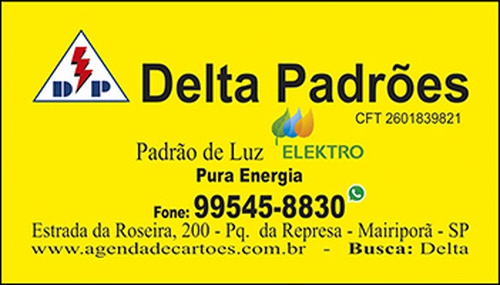 D P
Delta Padrões
CFT 2601839821
Padrão de Luz ELEKTRO
Pura Energia
Fone: 99545-8830
Estrada da Roseira, 200 - Pq. da Represa - Mairiporã - SP
www.agendadecartoes.com.br - Busca: Delta